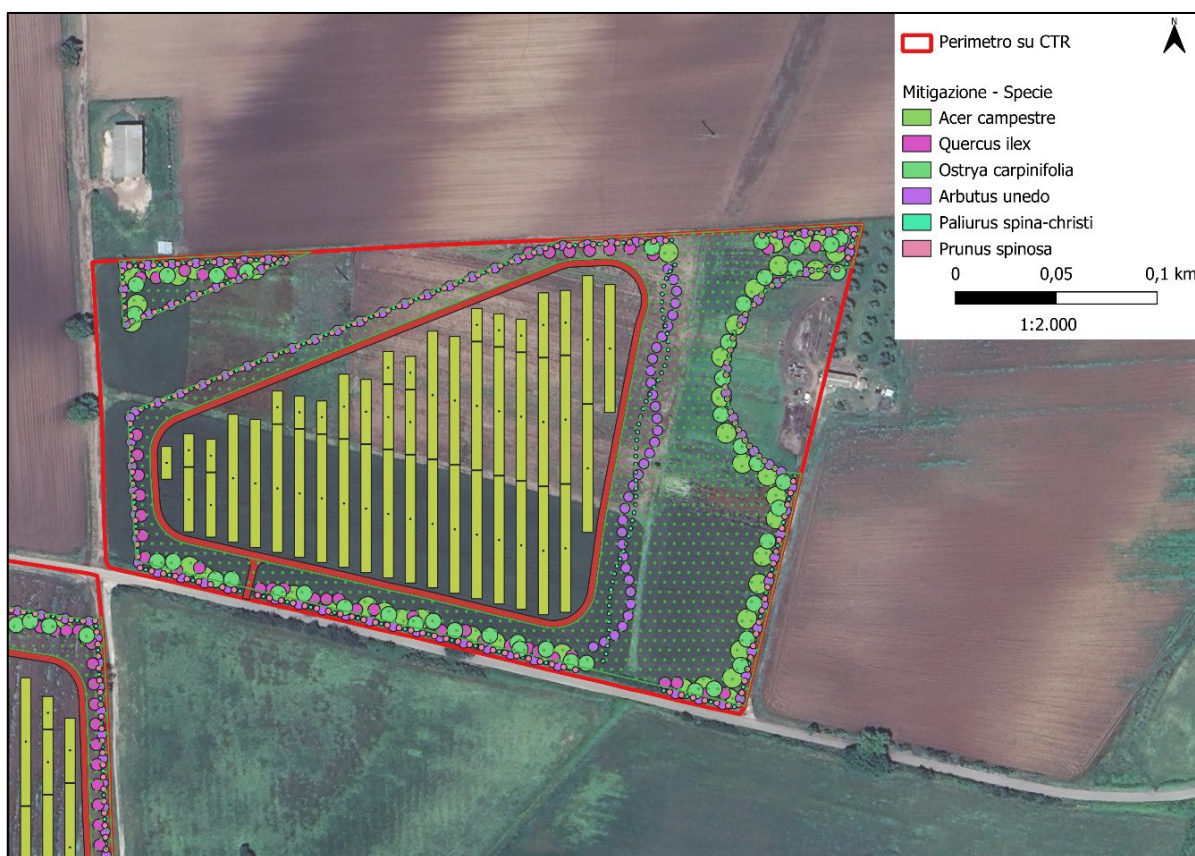 N
Perimetro su CTR
Mitigazione - Specie
Acer campestre
Quercus ilex
Ostrya carpinifolia
Arbutus unedo
Paliurus spina-christi
Prunus spinosa
0 0,05 0,1 km
1:2.000